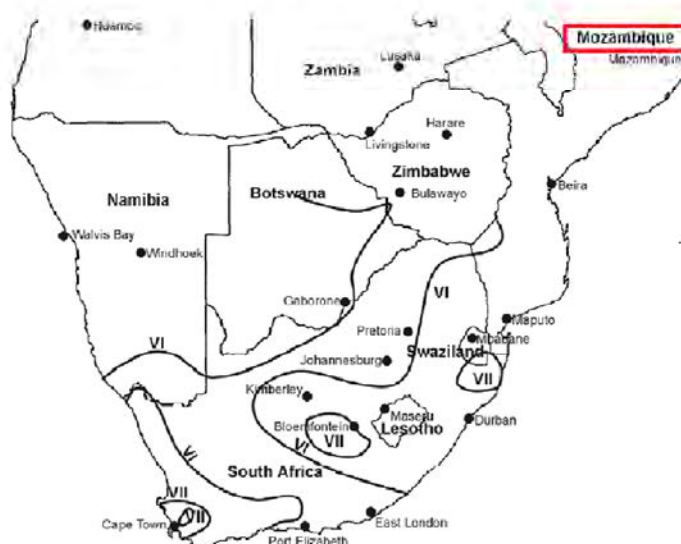 Huambo
Mozambique
Mozambique
Lusaka
Zambia
Harare
Livingstone
Zimbabwe
Namibia
Botswana
Bulawayo
Beira
Walvis Bay
Windhoek
Gaborone
VI
Pretoria
Maputo
Mbabane
VI
Johannesburg
Swaziland
VII
Kimberley
Maseru
Bloemfontein
Lesotho
Durban
VII
VI
VI
South Africa
VII
VII
Cape Town
East London
Port Elizabeth